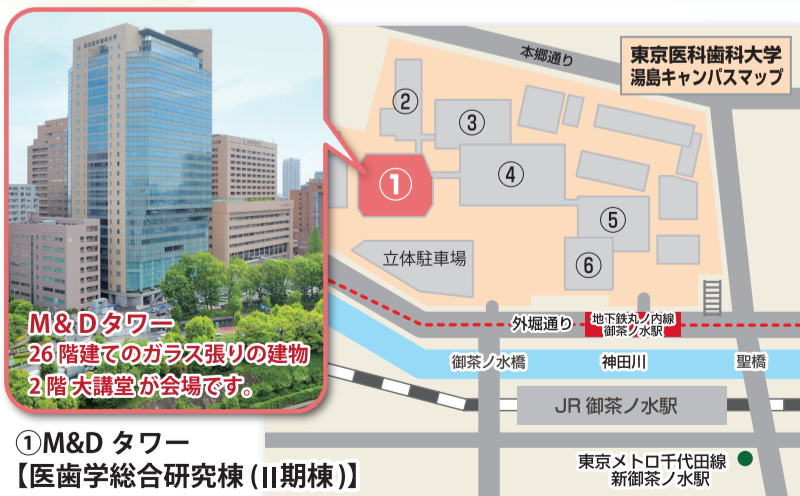 東京医科歯科大学
湯島キャンパスマップ
本郷通り
②
③
①
④
⑤
⑥
立体駐車場
M&Dタワー
26階建てのガラス張りの建物
2階 大講堂 が会場です。
外堀通り
地下鉄丸ノ内線
御茶ノ水駅
御茶ノ水橋
神田川
聖橋
JR 御茶ノ水駅
①M&D タワー
【医歯学総合研究棟(II期棟)】
東京メトロ千代田線
新御茶ノ水駅